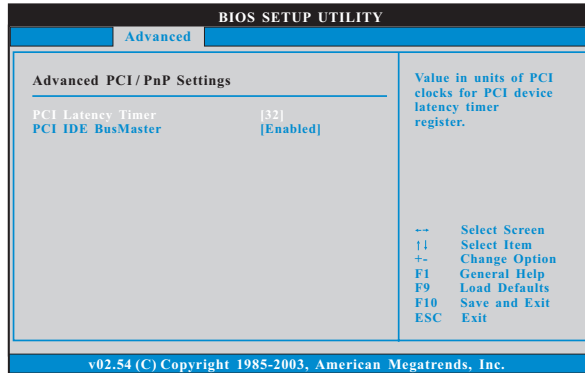 BIOS SETUP UTILITY
Advanced
Advanced PCI / PnP Settings
PCI Latency Timer [32]
PCI IDE BusMaster [Enabled]
Value in units of PCI
clocks for PCI device
latency timer
register.
←→ Select Screen
↑↓ Select Item
+- Change Option
F1 General Help
F9 Load Defaults
F10 Save and Exit
ESC Exit
v02.54 (C) Copyright 1985-2003, American Megatrends, Inc.